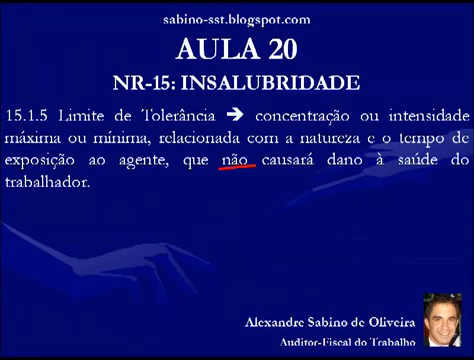 sabino-sst.blogspot.com
AULA 20
NR-15: INSALUBRIDADE
15.1.5 Limite de Tolerância ➔ concentração ou intensidade
máxima ou mínima, relacionada com a natureza e o tempo de
exposição ao agente, que não causará dano à saúde do
trabalhador.
Alexandre Sabino de Oliveira
Auditor-Fiscal do Trabalho